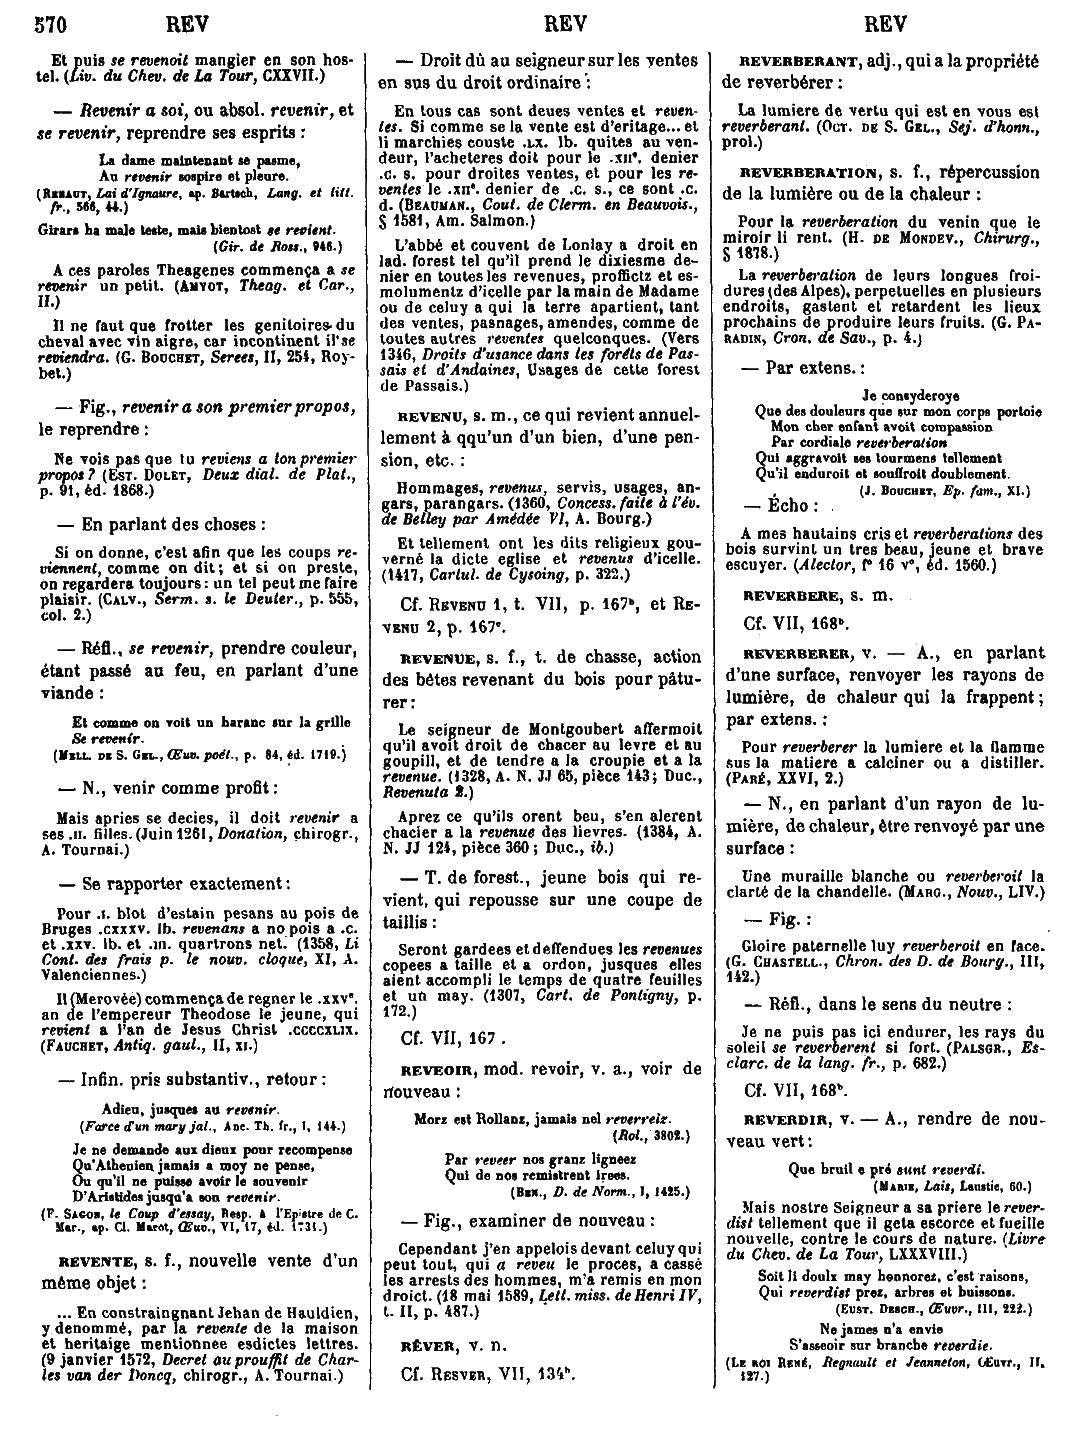 570 REV REV REV
Et puis se revenoit mangier en son hos-
tel. (Liv. du Chev. de La Tour, CXXVII.)
— Revenir a soi, ou absol. revenir, et
se revenir, reprendre ses esprits :
La dame maintenant se pasme,
Au revenir sospire et pleure.
(RENAUT, Lai d'Ignaure, ap. Bartsch, Lang. et litt.
fr., 566, 44.)
Girars ha male teste, mais bientost se revient.
(Gir. de Ross., 946.)
A ces paroles Theagenes commença a se
revenir un petit. (AMYOT, Theag. et Car.,
II.)
Il ne faut que frotter les genitoires du
cheval avec vin aigre, car incontinent il se
reviendra. (G. BOUCHET, Serees, II, 254, Roy-
bet.)
— Fig., revenir a son premier propos,
le reprendre :
Ne vois pas que tu reviens a ton premier
propos ? (EST. DOLET, Deux dial. de Plat.,
p. 91, éd. 1868.)
— En parlant des choses :
Si on donne, c'est afin que les coups re-
viennent, comme on dit ; et si on preste,
on regardera toujours : un tel peut me faire
plaisir. (CALV., Serm. s. le Deuter., p. 555,
col. 2.)
— Réfl., se revenir, prendre couleur,
étant passé au feu, en parlant d'une
viande :
Et comme on voit un haranc sur la grille
Se revenir.
(MELL. DE S. GEL., Œuv. poét., p. 84, éd. 1719.)
— N., venir comme profit :
Mais apries se decies, il doit revenir a
ses .II. filles. (Juin 1261, Donation, chirogr.,
A. Tournai.)
— Se rapporter exactement :
Pour .I. blot d'estain pesans au pois de
Bruges .CXXXV. lb. revenans a no pois a .C.
et .XXV. lb. et .III. quartrons net. (1358, Li
Cont. des frais p. le nouv. cloque, XI, A.
Valenciennes.)
Il (Merovée) commença de regner le .XXVe.
an de l'empereur Theodose le jeune, qui
revient a l'an de Jesus Christ .CCCCXLIX.
(FAUCHET, Antiq. gaul., II, XI.)
— Infin. pris substantiv., retour :
Adieu, jusques au revenir.
(Farce d'un mary jal., Anc. Th. fr., I, 144.)
Je ne demande aux dieux pour recompense
Qu'Athenien jamais a moy ne pense,
Ou qu'il ne puisse avoir le souvenir
D'Aristides jusqu'a son revenir.
(F. SAGON, le Coup d'essay, Resp. à l'Epistre de C.
Mar., ap. Cl. Marot, Œuv., VI, 17, éd. 1731.)
REVENTE, s. f., nouvelle vente d'un
même objet :
... En constraingnant Jehan de Hauldien,
y denommé, par la revente de la maison
et heritaige mentionnee esdictes lettres.
(9 janvier 1572, Decret au prouffit de Char-
les van der Doncq, chirogr., A. Tournai.)
— Droit dû au seigneur sur les ventes
en sus du droit ordinaire :
En tous cas sont deues ventes et reven-
tes. Si comme se la vente est d'eritage... et
li marchies couste .LX. lb. quites au ven-
deur, l'acheteres doit pour le .XIIe. denier
.C. s. pour droites ventes, et pour les re-
ventes le .XIIe. denier de .C. s., ce sont .C.
d. (BEAUMAN., Cout. de Clerm. en Beauvois.,
§ 1581, Am. Salmon.)
L'abbé et couvent de Lonlay a droit en
lad. forest tel qu'il prend le dixiesme de-
nier en toutes les revenues, proffictz et es-
molumentz d'icelle par la main de Madame
ou de celuy a qui la terre apartient, tant
des ventes, pasnages, amendes, comme de
toutes autres reventes quelconques. (Vers
1346, Droits d'usance dans les forêts de Pas-
sais et d'Andaines, Usages de cette forest
de Passais.)
REVENU, s. m., ce qui revient annuel-
lement à qqu'un d'un bien, d'une pen-
sion, etc. :
Hommages, revenus, servis, usages, an-
gars, parangars. (1360, Concess. faite à l'év.
de Belley par Amédée VI, A. Bourg.)
Et tellement ont les dits religieux gou-
verné la dicte eglise et revenus d'icelle.
(1417, Cartul. de Cysoing, p. 322.)
Cf. REVENU 1, t. VII, p. 167b, et RE-
VENU 2, p. 167c.
REVENUE, s. f., t. de chasse, action
des bêtes revenant du bois pour pâtu-
rer :
Le seigneur de Montgoubert affermoit
qu'il avoit droit de chacer au levre et au
goupill, et de tendre a la croupie et a la
revenue. (1328, A. N. JJ 65, pièce 143 ; Duc.,
Revenuta 2.)
Aprez ce qu'ils orent beu, s'en alerent
chacier a la revenue des lievres. (1384, A.
N. JJ 124, pièce 360 ; Duc., ib.)
— T. de forest., jeune bois qui re-
vient, qui repousse sur une coupe de
taillis :
Seront gardees et deffendues les revenues
copees a taille et a ordon, jusques elles
aient accompli le temps de quatre feuilles
et un may. (1307, Cart. de Pontigny, p.
172.)
Cf. VII, 167 .
REVEOIR, mod. revoir, v. a., voir de
nouveau :
Morz est Rollanz, jamais nel reverreiz.
(Rol., 3802.)
Par reveer nos granz ligneez
Qui de nos remistrent irees.
(BEN., D. de Norm., I, 1425.)
— Fig., examiner de nouveau :
Cependant j'en appelois devant celuy qui
peut tout, qui a reveu le proces, a cassé
les arrests des hommes, m'a remis en mon
droict. (18 mai 1589, Lett. miss. de Henri IV,
t. II, p. 487.)
RÊVER, v. n.
Cf. RESVER, VII, 134b.
REVERBERANT, adj., qui a la propriété
de reverbérer :
La lumiere de vertu qui est en vous est
reverberant. (OCT. DE S. GEL., Sej. d'honn.,
prol.)
REVERBERATION, s. f., répercussion
de la lumière ou de la chaleur :
Pour la reverberation du venin que le
miroir li rent. (H. DE MONDEV., Chirurg.,
§ 1878.)
La reverberation de leurs longues froi-
dures (des Alpes), perpetuelles en plusieurs
endroits, gastent et retardent les lieux
prochains de produire leurs fruits. (G. PA-
RADIN, Cron. de Sav., p. 4.)
— Par extens. :
Je consyderoye
Que des douleurs que sur mon corps portoie
Mon cher enfant avoit compassion
Par cordiale reverberation
Qui aggravoit ses tourmens tellement
Qu'il enduroit et souffroit doublement.
(J. BOUCHET, Ep. fam., XI.)
— Écho :
A mes hautains cris et reverberations des
bois survint un tres beau, jeune et brave
escuyer. (Alector, f° 16 v°, éd. 1560.)
REVERBERE, s. m.
Cf. VII, 168b.
REVERBERER, v. — A., en parlant
d'une surface, renvoyer les rayons de
lumière, de chaleur qui la frappent ;
par extens. :
Pour reverberer la lumiere et la flamme
sus la matiere a calciner ou a distiller.
(PARÉ, XXVI, 2.)
— N., en parlant d'un rayon de lu-
mière, de chaleur, être renvoyé par une
surface :
Une muraille blanche ou reverberoit la
clarté de la chandelle. (MARG., Nouv., LIV.)
— Fig. :
Gloire paternelle luy reverberoit en face.
(G. CHASTELL., Chron. des D. de Bourg., III,
142.)
— Réfl., dans le sens du neutre :
Je ne puis pas ici endurer, les rays du
soleil se reverberent si fort. (PALSGR., Es-
clarc. de la lang. fr., p. 682.)
Cf. VII, 168b.
REVERDIR, v. — A., rendre de nou-
veau vert :
Que bruil e pré sunt reverdi.
(MARIE, Lais, Laustic, 60.)
Mais nostre Seigneur a sa priere le rever-
dist tellement que il geta escorce et fueille
nouvelle, contre le cours de nature. (Livre
du Chev. de La Tour, LXXXVIII.)
Soit li doulx may honnorez, c'est raisons,
Qui reverdist prez, arbres et buissons.
(EUST. DESCH., Œuvr., III, 222.)
Ne james n'a envie
S'asseoir sur branche reverdie.
(LE ROI RENÉ, Regnault et Jeanneton, Œuvr., II,
127.)